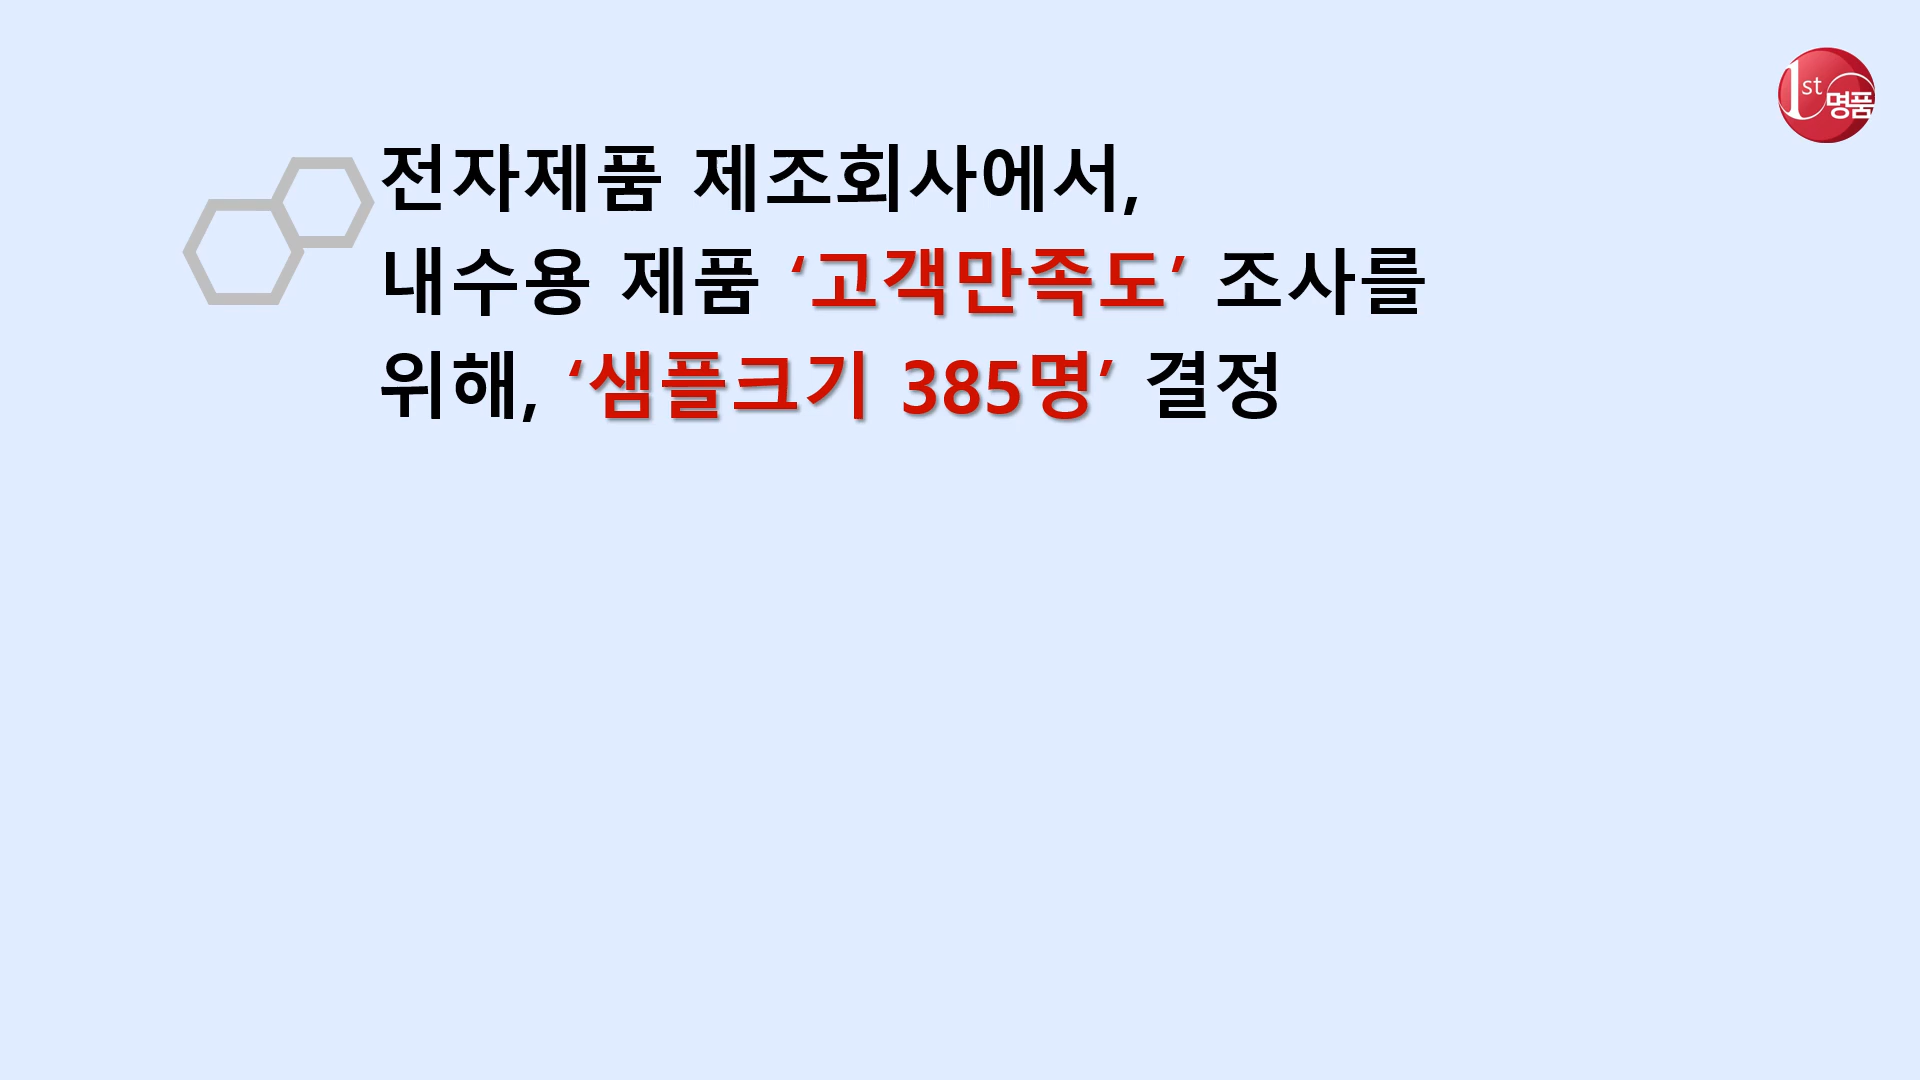 1st 명품
전자제품 제조회사에서,
내수용 제품 ‘고객만족도’ 조사를
위해, ‘샘플크기 385명’ 결정